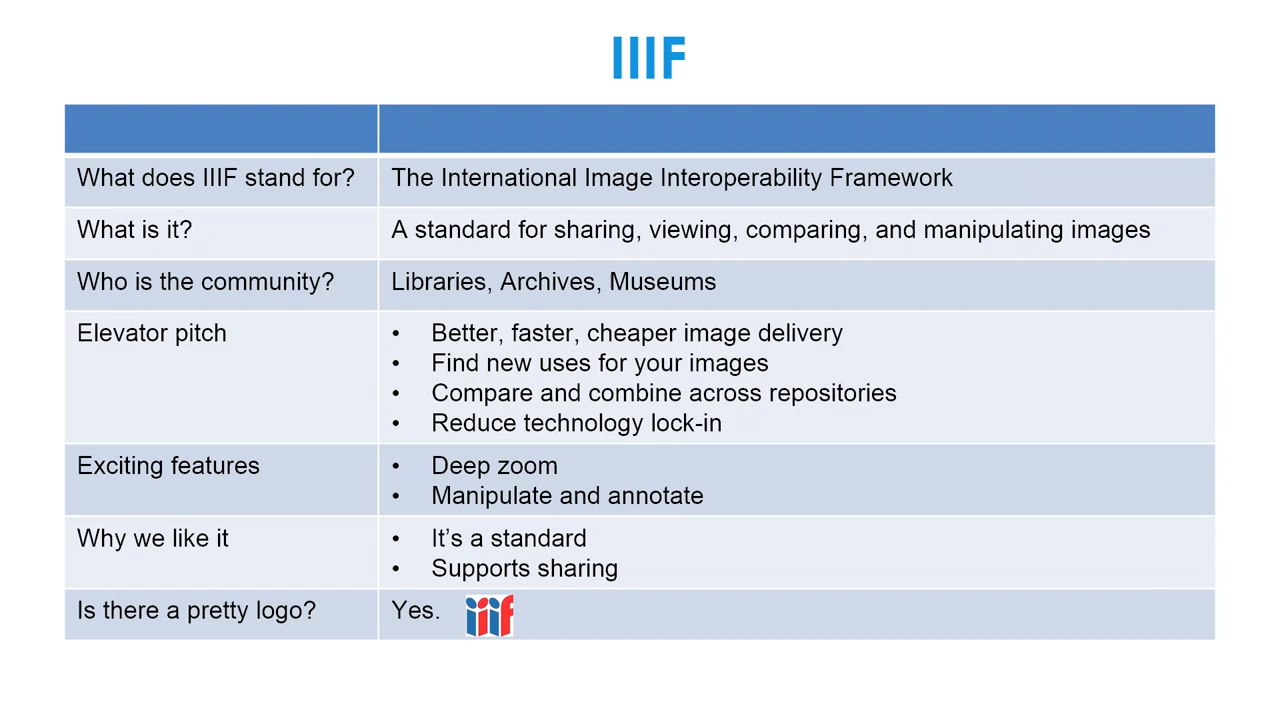 IIIF
What does IIIF stand for? The International Image Interoperability Framework
What is it? A standard for sharing, viewing, comparing, and manipulating images
Who is the community? Libraries, Archives, Museums
Elevator pitch
• Better, faster, cheaper image delivery
• Find new uses for your images
• Compare and combine across repositories
• Reduce technology lock-in
Exciting features
• Deep zoom
• Manipulate and annotate
Why we like it
• It’s a standard
• Supports sharing
Is there a pretty logo? Yes. iiif